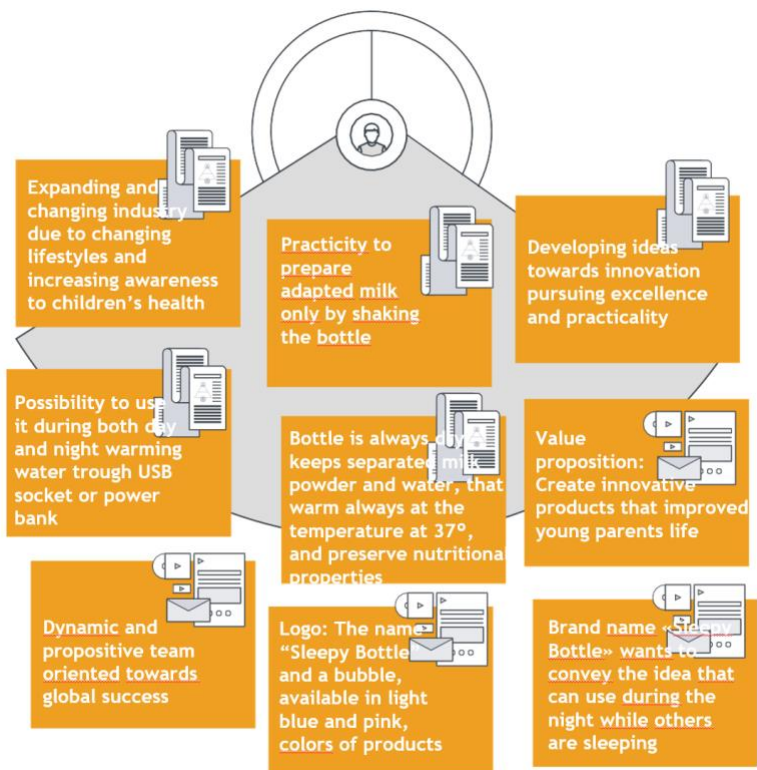 Expanding and
changing industry
due to changing
lifestyles and
increasing awareness
to children’s health
Practicity to
prepare
adapted milk
only by shaking
the bottle
Developing ideas
towards innovation
pursuing excellence
and practicality
Possibility to use
it during both day
and night warming
water trough USB
socket or power
bank
Bottle is always dry,
keeps separated milk
powder and water, that
warm always at the
temperature at 37°,
and preserve nutritional
properties
Value
proposition:
Create innovative
products that improved
young parents life
Dynamic and
propositive team
oriented towards
global success
Logo: The name
“Sleepy Bottle”
and a bubble,
available in light
blue and pink,
colors of products
Brand name «Sleepy
Bottle» wants to
convey the idea that
can use during the
night while others
are sleeping